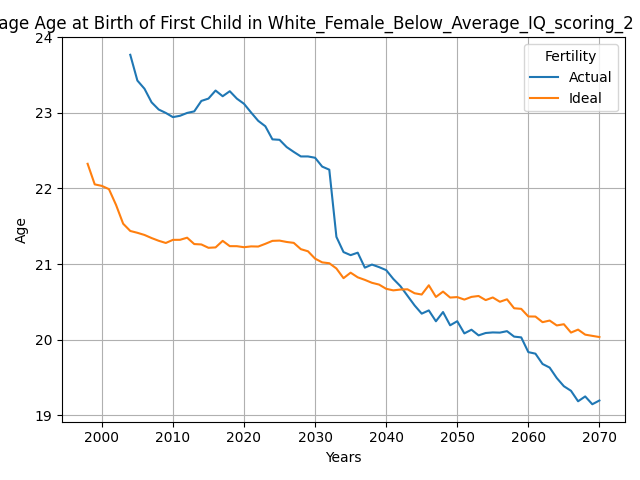 age Age at Birth of First Child in White_Female_Below_Average_IQ_scoring_2
Fertility
Actual
Ideal
24
23
22
21
20
19
Age
2000 2010 2020 2030 2040 2050 2060 2070
Years